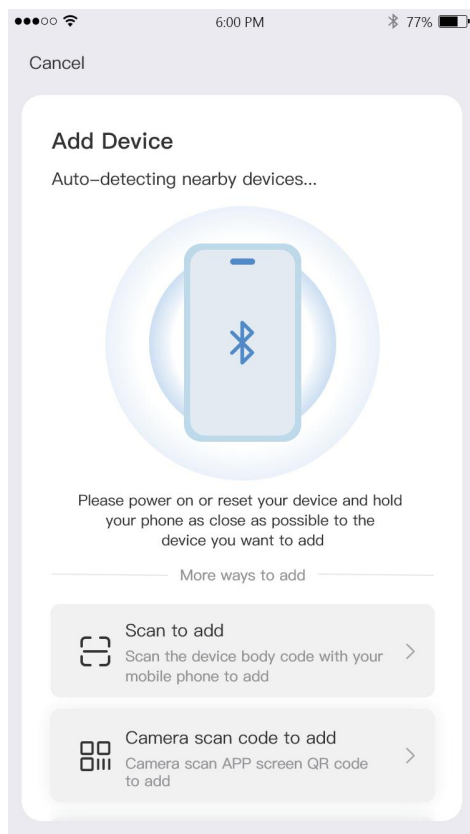 6:00 PM
77%
Cancel
Add Device
Auto-detecting nearby devices...
Please power on or reset your device and hold
your phone as close as possible to the
device you want to add
More ways to add
Scan to add
Scan the device body code with your
mobile phone to add
Camera scan code to add
Camera scan APP screen QR code
to add